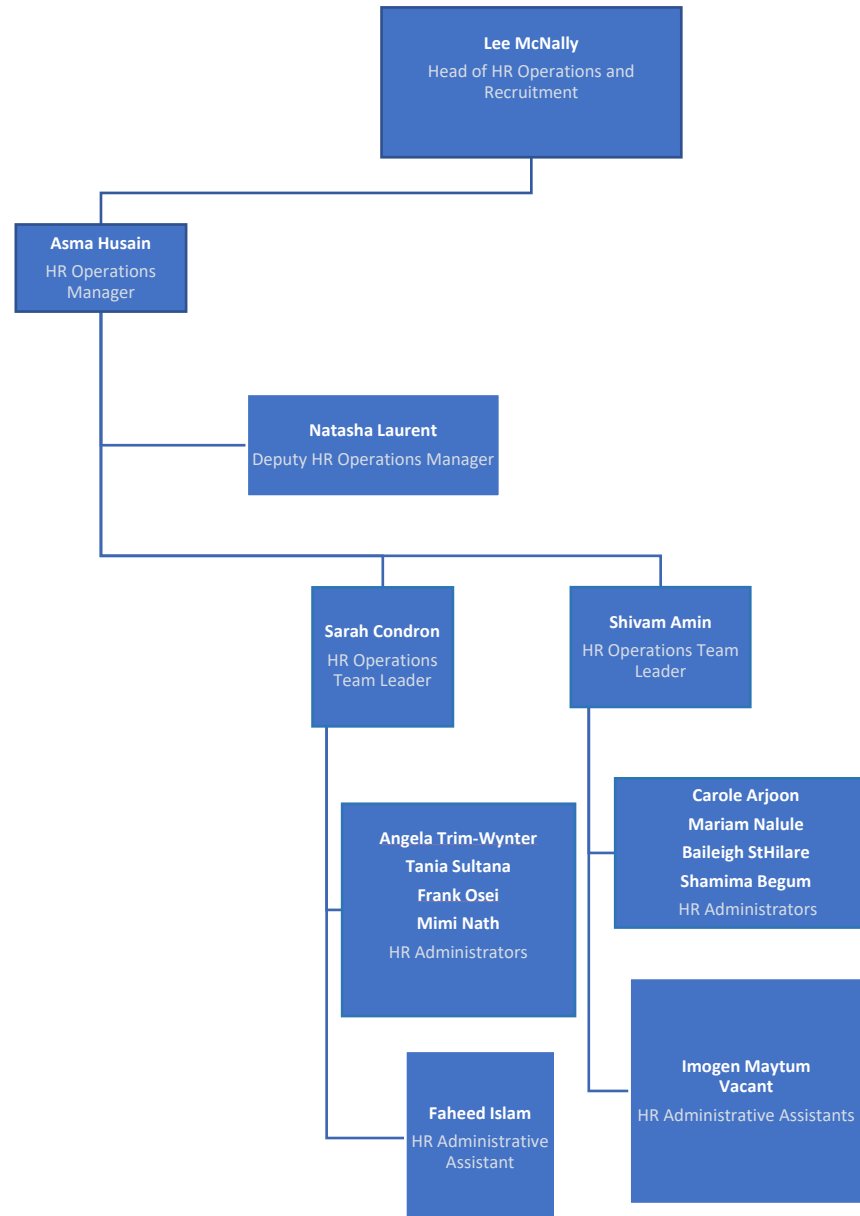 Lee McNally
Head of HR Operations and
Recruitment
Asma Husain
HR Operations
Manager
Natasha Laurent
Deputy HR Operations Manager
Sarah Condron
HR Operations
Team Leader
Shivam Amin
HR Operations Team
Leader
Angela Trim-Wynter
Tania Sultana
Frank Osei
Mimi Nath
HR Administrators
Carole Arjoon
Mariam Nalule
Baileigh StHilare
Shamima Begum
HR Administrators
Faheed Islam
HR Administrative
Assistant
Imogen Maytum
Vacant
HR Administrative Assistants